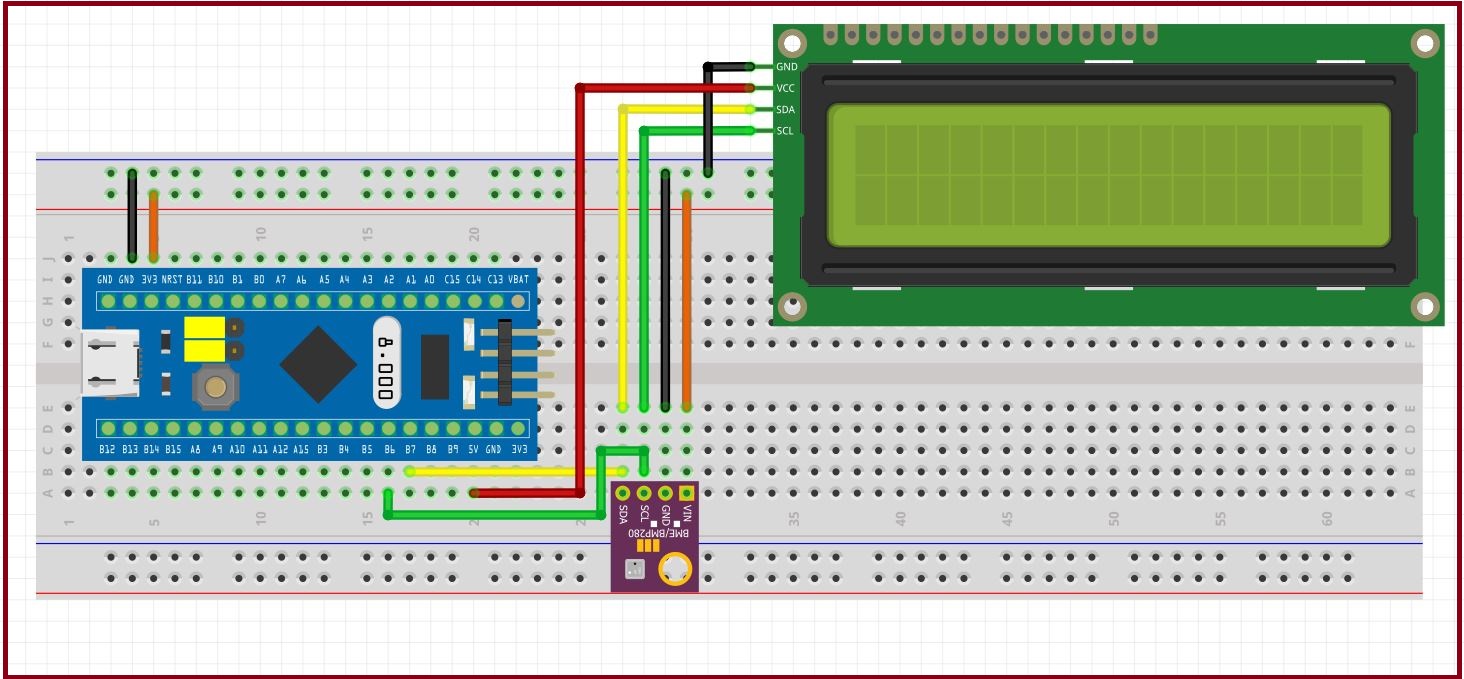 GND
VCC
SDA
SCL
1 10 15 20
J
I
H
G
F
F
GND GND 3V3 NRST B11 B10 B1 B0 A7 A6 A5 A4 A3 A2 A1 A0 C15 C14 C13 VBAT
8.000
E
D
C
B
A
E
D
C
B
A
B12 B13 B14 B15 A8 A9 A10 A11 A12 A15 B3 B4 B5 B6 B7 B8 B9 5V GND 3V3
1 5 10 15 2 2 35 40 45 50 55 60
SDA SCL GND VIN
BME/BMP280